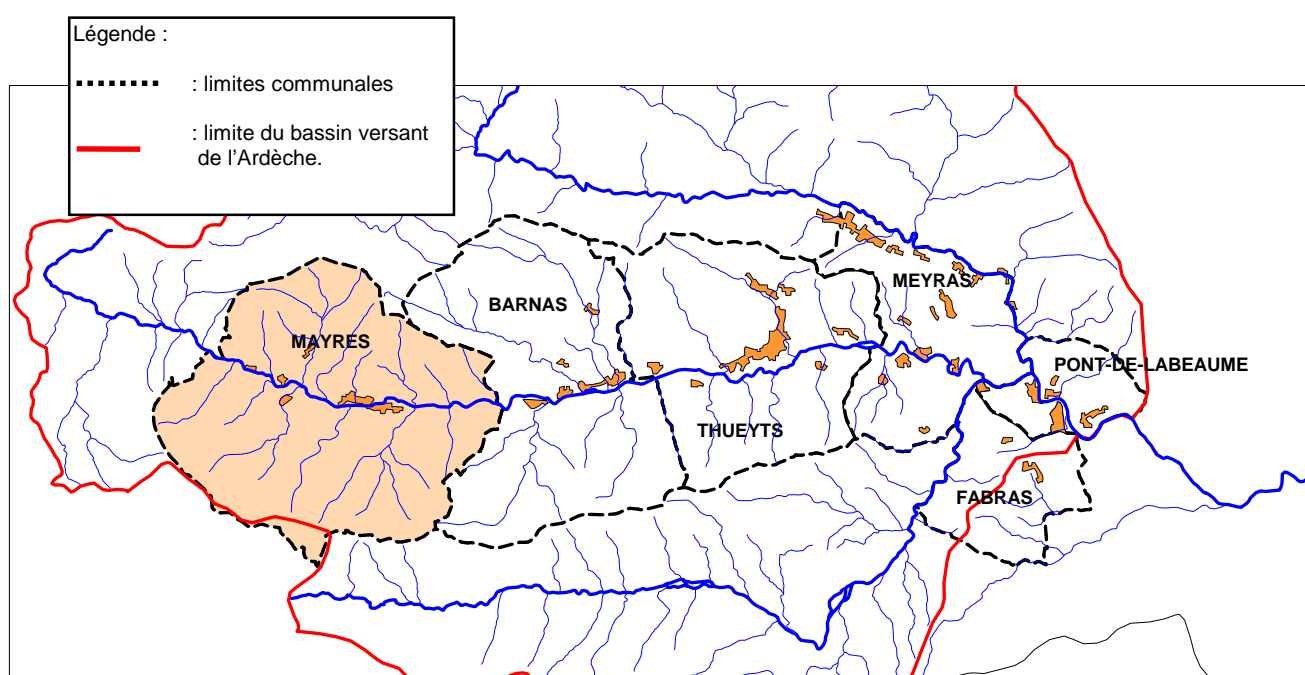 Légende :
: limites communales
: limite du bassin versant
de l'Ardèche.
MEYRAS
BARNAS
MAYRES
PONT-DE-LABEAUME
THUEYTS
FABRAS